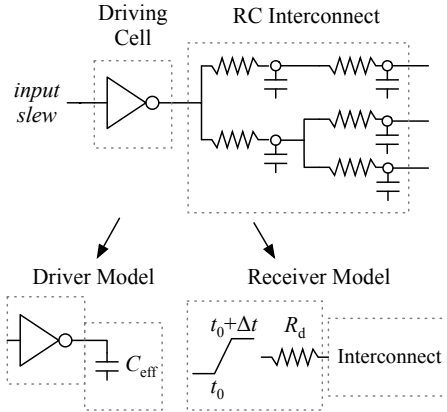 Driving
Cell
RC Interconnect
input
slew
Driver Model
Receiver Model
C_eff
t_0+Δt
t_0
R_d
Interconnect